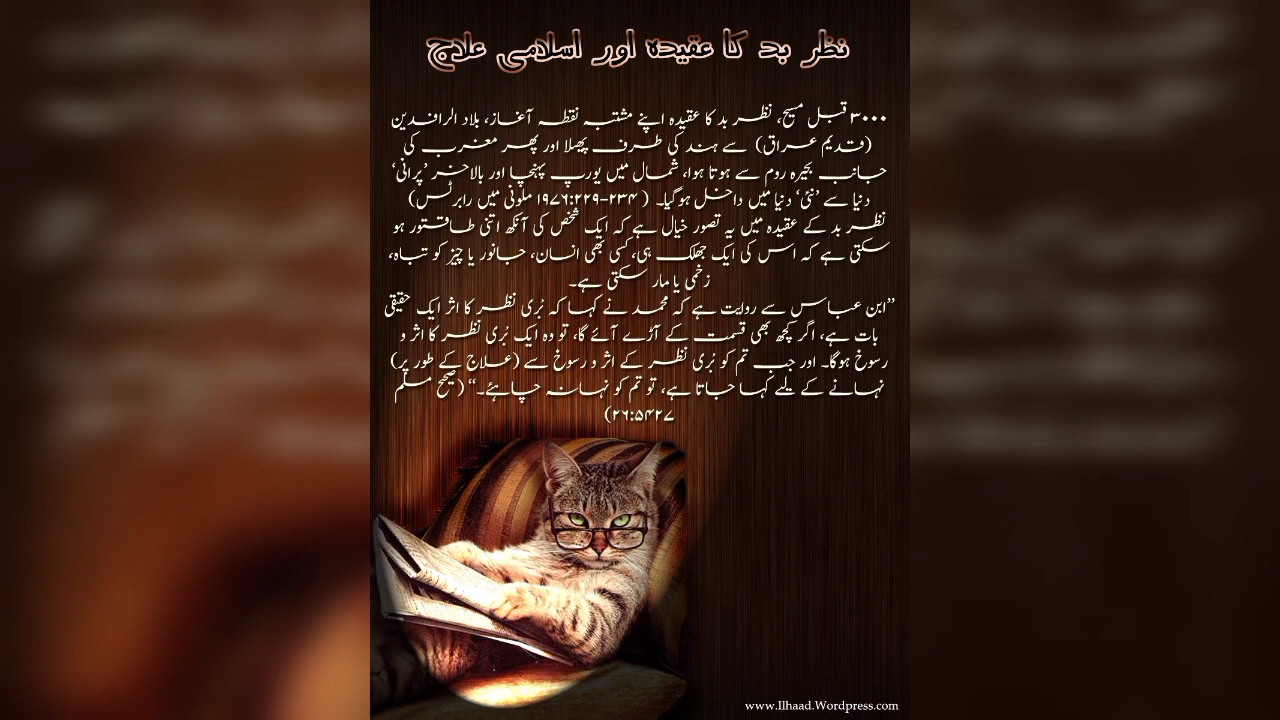 نظر بد کا عقیدہ اور اسلامی علاج
۳۰۰۰ قبل مسیح، نظر بد کا عقیدہ اپنے مشتبہ نقطہ آغاز، بلاد الرافدین
(قدیم عراق) سے ہند کی طرف پھیلا اور پھر مغرب کی
جانب بحیرہ روم سے ہوتا ہوا، شمال میں یورپ پہنچا اور بالاخر ’پرانی‘
دنیا سے ’نئی‘ دنیا میں داخل ہوگیا۔ ( ۲۳۴-۱۹۷۶:۲۲۹ ملونی میں رابرٹس)
نظر بد کے عقیدہ میں یہ تصور خیال ہے کہ ایک شخص کی آنکھ اتنی طاقتور ہو
سکتی ہے کہ اس کی ایک جھلک ہی، کسی بھی انسان، جانور یا چیز کو تباہ،
زخمی یا مار سکتی ہے۔
”ابن عباس سے روایت ہے کہ محمد نے کہا کہ بُری نظر کا اثر ایک حقیقی
بات ہے، اگر کچھ بھی قسمت کے آڑے آئے گا، تو وہ ایک بُری نظر کا اثر و
رسوخ ہوگا۔ اور جب تم کو بُری نظر کے اثر و رسوخ سے (علاج کے طور پر)
نہانے کے لیے کہا جاتا ہے، تو تم کو نہانہ چاہئے۔“ (صحیح مسلم
۲۶:۵۴۲۷)
www.Ilhaad.Wordpress.com